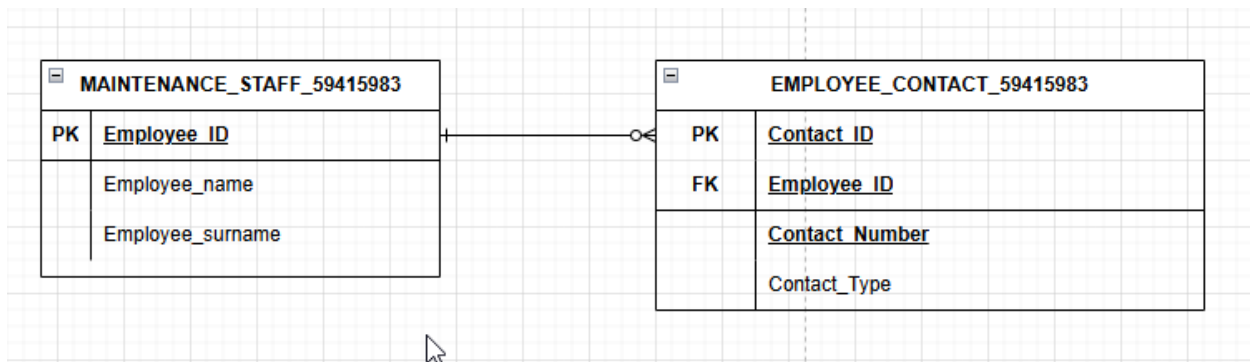 MAINTENANCE_STAFF_59415983
PK Employee_ID
Employee_name
Employee_surname
EMPLOYEE_CONTACT_59415983
PK Contact_ID
FK Employee_ID
Contact_Number
Contact_Type